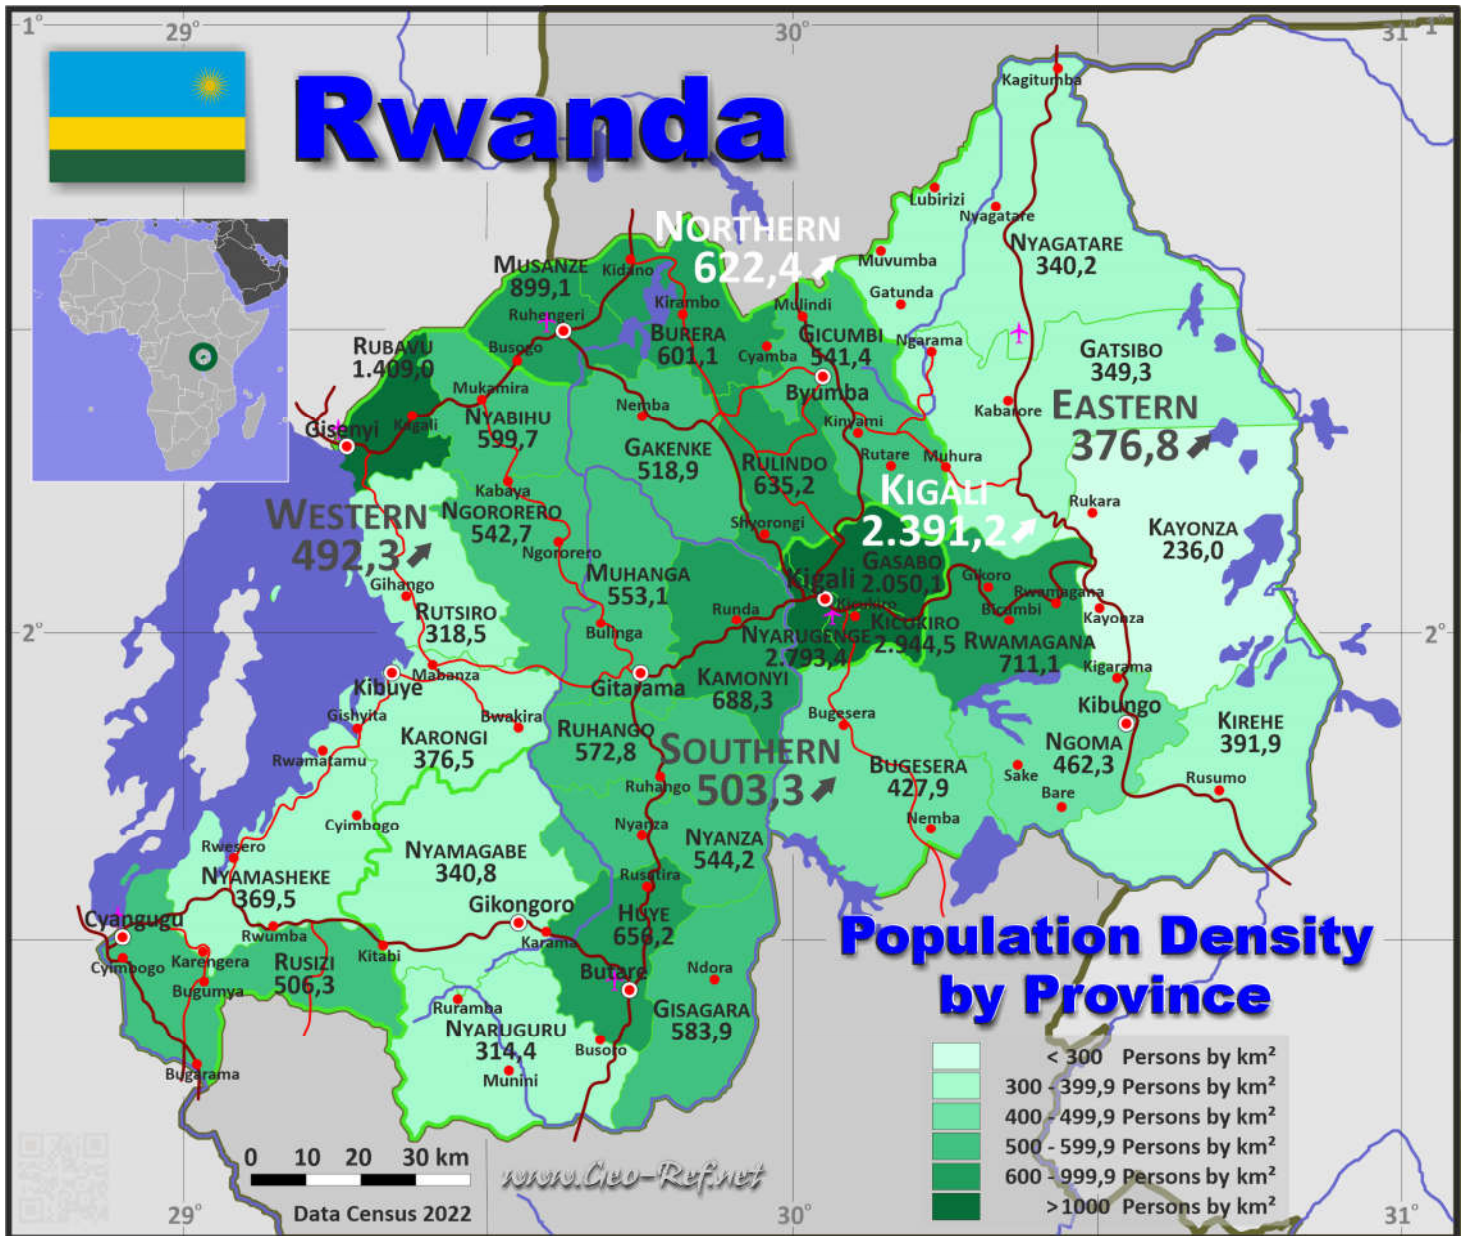 1°
29°
30°
31°
1°
Rwanda
Kagitumba
Lubirizi
Nyagatare
NORTHERN
622,4
NYAGATARE
340,2
Muvumba
MUSANZE
899,1
Kidaho
Gatunda
Ruhengeri
Kirambo
Mulindi
BURERA
601,1
GICUMBI
541,4
Ngarama
RUBAVU
1.409,0
Busogo
Cyamba
GATSIBO
349,3
Mukamira
Byumba
Kabarore
EASTERN
376,8
Kagali
NYABIHU
599,7
Nemba
Kinyami
Gisenyi
GAKENKE
518,9
RULINDO
635,2
Rutare
Muhura
KIGALI
2.391,2
Kabaya
Rukara
WESTERN
492,3
NGORORERO
542,7
Shyorongi
KAYONZA
236,0
Ngororero
GASABO
2.050,1
MUHANGA
553,1
Kigali
Gikoro
Gihango
Rwamagana
Kicukiro
Bicumbi
Kayonza
RUTSIRO
318,5
Runda
KICUKIRO
2.944,5
Bulinga
NYARUGENGE
2.793,4
RWAMAGANA
711,1
2°
2°
Mabanza
Kigarama
Kibuye
Gitarama
KAMONYI
688,3
Kibungo
Gishyita
Bwakira
Bugesera
KARONGI
376,5
RUHANGO
572,8
KIREHE
391,9
Rwamatamu
SOUTHERN
503,3
NGOMA
462,3
BUGESERA
427,9
Sake
Rusumo
Ruhango
Bare
Cyimbogo
Nyanza
Nemba
NYANZA
544,2
Rwesero
NYAMAGABE
340,8
NYAMASHEKE
369,5
Rusatira
Gikongoro
HUYE
656,2
Cyangugu
Rwumba
Karama
Population Density
by Province
Kitabi
Cyimbogo
Karengera
RUSIZI
506,3
Butare
Ndora
Bugumya
Ruramba
GISAGARA
583,9
NYARUGURU
314,4
Busoro
Munini
Bugarama
< 300 Persons by km²
300 - 399,9 Persons by km²
400 - 499,9 Persons by km²
500 - 599,9 Persons by km²
600 - 999,9 Persons by km²
>1000 Persons by km²
0 10 20 30 km
www.Geo-Ref.net
Data Census 2022
29°
30°
31°